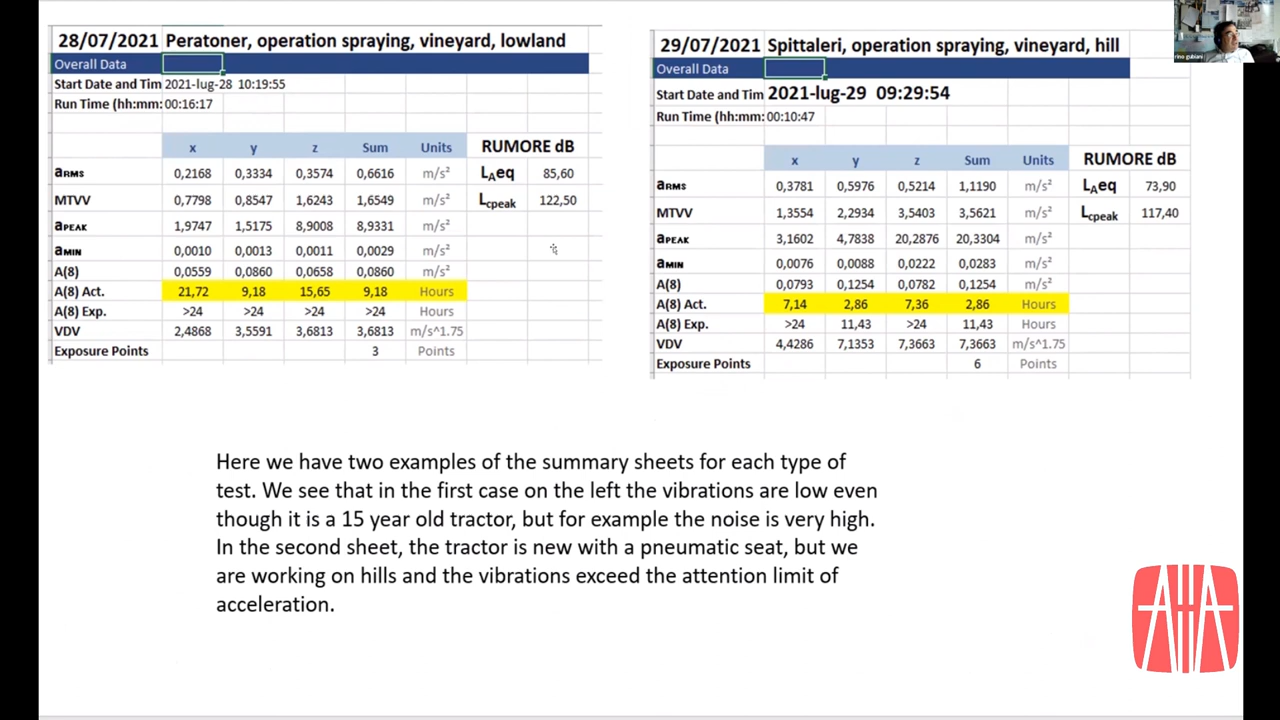 28/07/2021 Peratoner, operation spraying, vineyard, lowland
Overall Data
Start Date and Tim 2021-lug-28 10:19:55
Run Time (hh:mm: 00:16:17
x y z Sum Units RUMORE dB
aRMS 0,2168 0,3334 0,3574 0,6616 m/s² LAeq 85,60
MTVV 0,7798 0,8547 1,6243 1,6549 m/s² Lcpeak 122,50
aPEAK 1,9747 1,5175 8,9008 8,9331 m/s²
aMIN 0,0010 0,0013 0,0011 0,0029 m/s²
A(8) 0,0559 0,0860 0,0658 0,0860 m/s²
A(8) Act. 21,72 9,18 15,65 9,18 Hours
A(8) Exp. >24 >24 >24 >24 Hours
VDV 2,4868 3,5591 3,6813 3,6813 m/s^1.75
Exposure Points 3 Points
29/07/2021 Spittaleri, operation spraying, vineyard, hill
Overall Data
Start Date and Tim 2021-lug-29 09:29:54
Run Time (hh:mm: 00:10:47
x y z Sum Units RUMORE dB
aRMS 0,3781 0,5976 0,5214 1,1190 m/s² LAeq 73,90
MTVV 1,3554 2,2934 3,5403 3,5621 m/s² Lcpeak 117,40
aPEAK 3,1602 4,7838 20,2876 20,3304 m/s²
aMIN 0,0076 0,0088 0,0222 0,0283 m/s²
A(8) 0,0793 0,1254 0,0782 0,1254 m/s²
A(8) Act. 7,14 2,86 7,36 2,86 Hours
A(8) Exp. >24 11,43 >24 11,43 Hours
VDV 4,4286 7,1353 7,3663 7,3663 m/s^1.75
Exposure Points 6 Points
Here we have two examples of the summary sheets for each type of
test. We see that in the first case on the left the vibrations are low even
though it is a 15 year old tractor, but for example the noise is very high.
In the second sheet, the tractor is new with a pneumatic seat, but we
are working on hills and the vibrations exceed the attention limit of
acceleration.